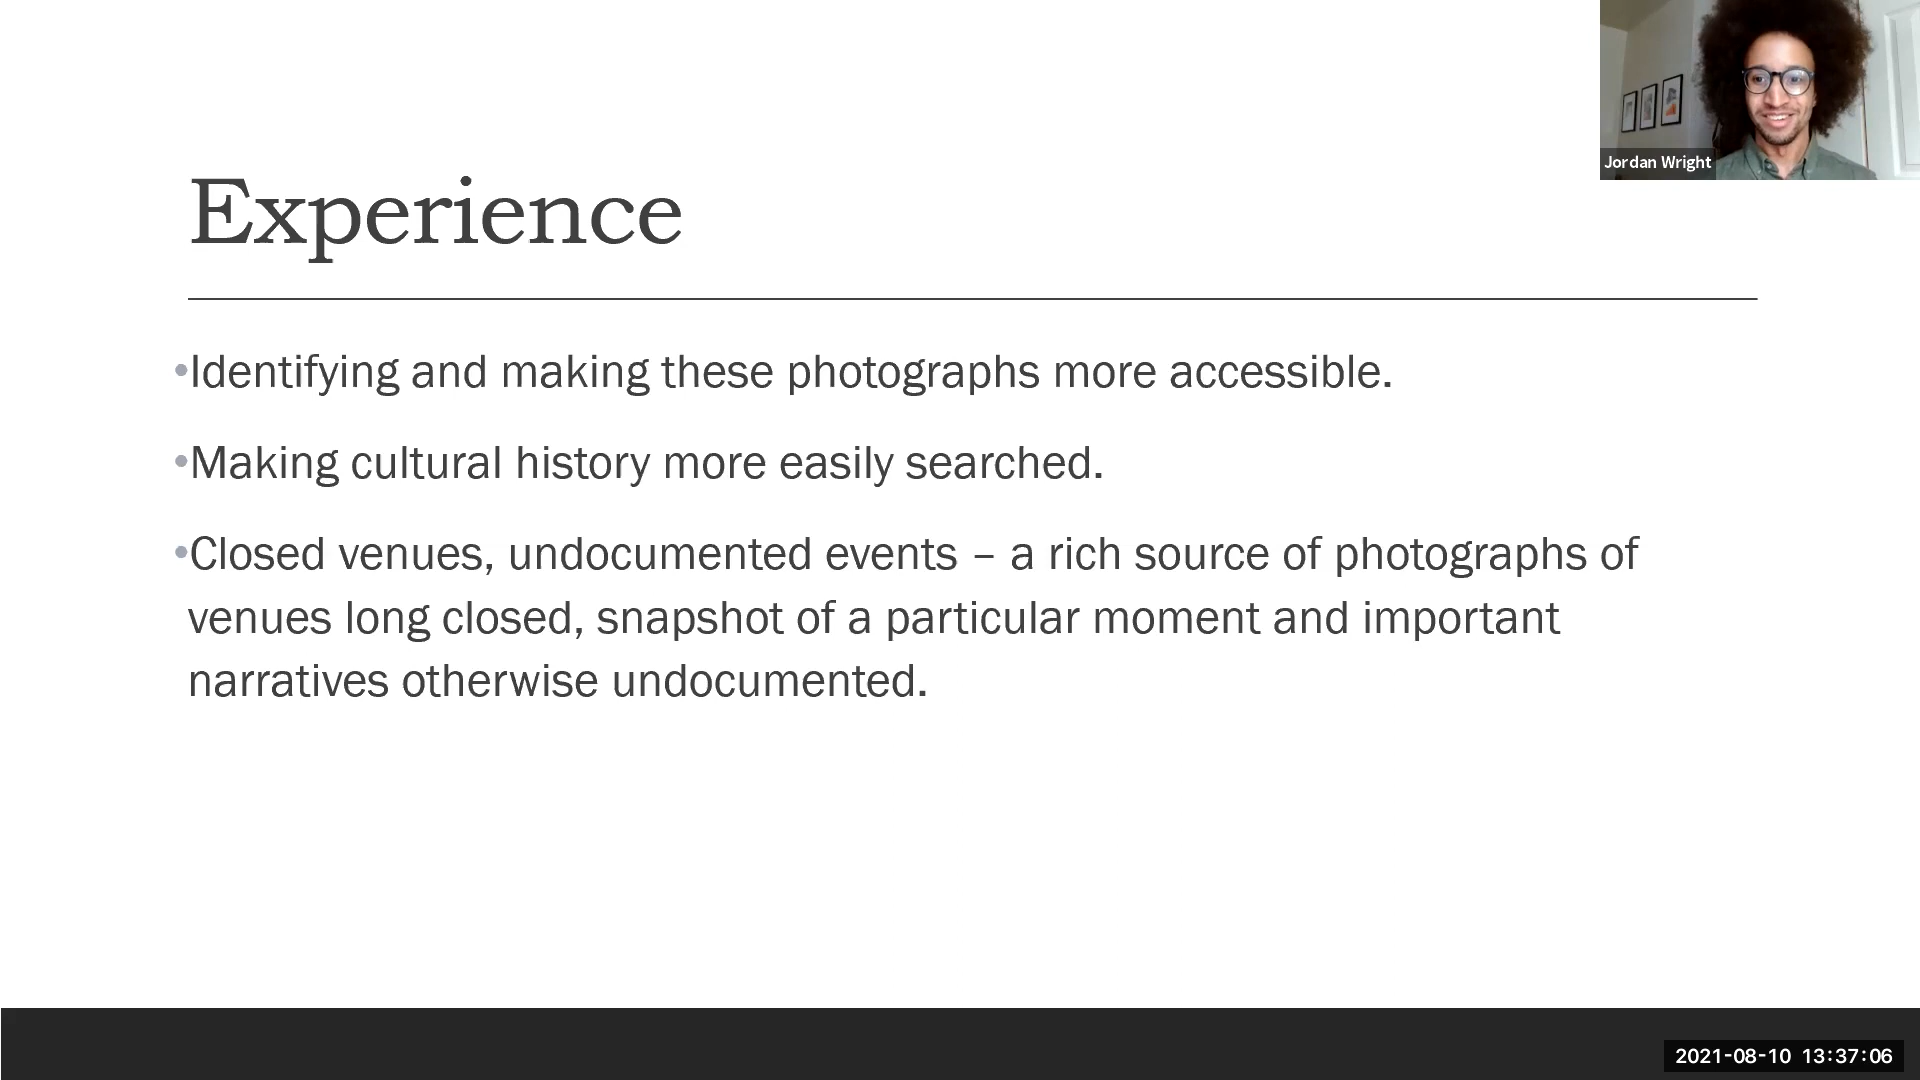 Jordan Wright
Experience
•Identifying and making these photographs more accessible.
•Making cultural history more easily searched.
•Closed venues, undocumented events – a rich source of photographs of
venues long closed, snapshot of a particular moment and important
narratives otherwise undocumented.
2021-08-10 13:37:06